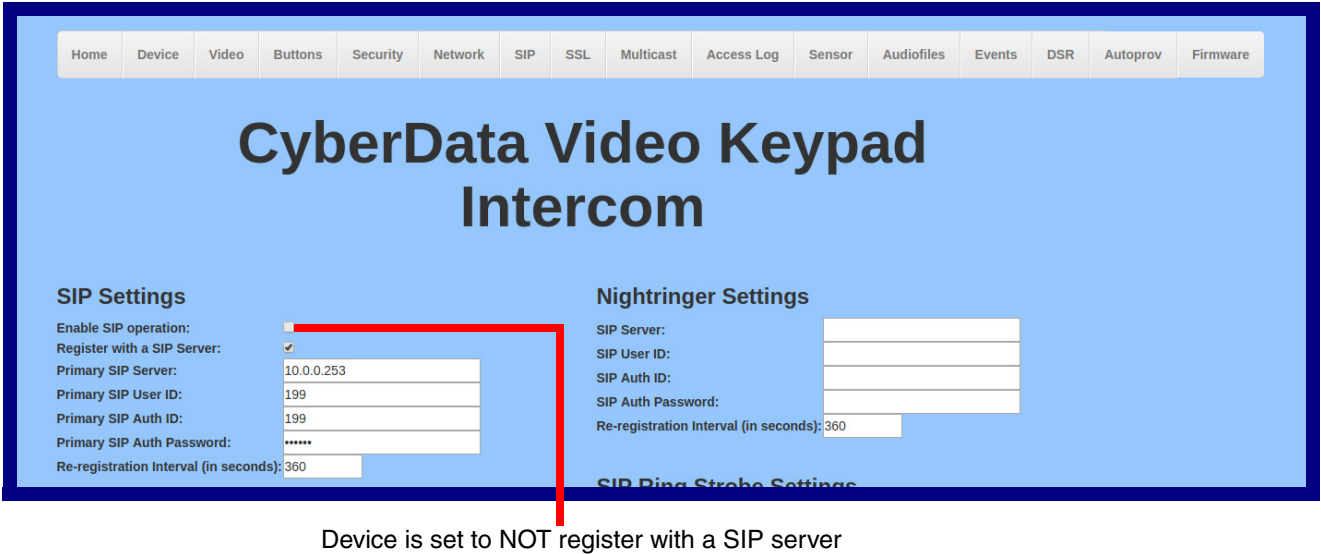 Home Device Video Buttons Security Network SIP SSL Multicast Access Log Sensor Audiofiles Events DSR Autoprov Firmware
CyberData Video Keypad
Intercom
SIP Settings
Enable SIP operation:
Register with a SIP Server:
Primary SIP Server: 10.0.0.253
Primary SIP User ID: 199
Primary SIP Auth ID: 199
Primary SIP Auth Password: ••••••
Re-registration Interval (in seconds): 360
Nightringer Settings
SIP Server:
SIP User ID:
SIP Auth ID:
SIP Auth Password:
Re-registration Interval (in seconds): 360
SIP Ring Strobe Settings
Device is set to NOT register with a SIP server